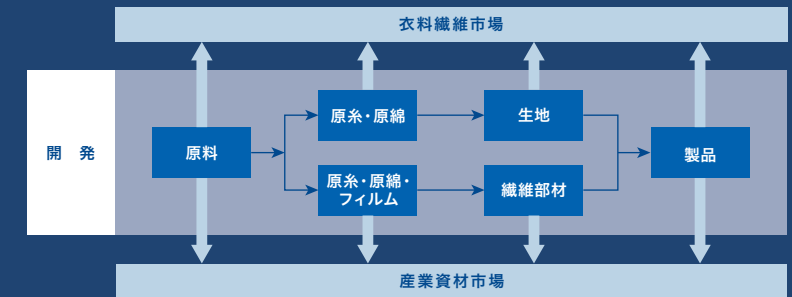 衣料繊維市場
開 発
原料
原糸・原綿
生地
製品
原糸・原綿・
フィルム
繊維部材
産業資材市場